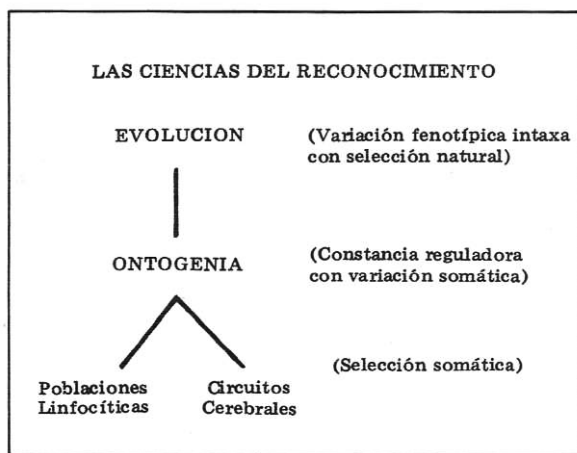 LAS CIENCIAS DEL RECONOCIMIENTO
EVOLUCION (Variación fenotípica intaxa
con selección natural)
ONTOGENIA (Constancia reguladora
con variación somática)
(Selección somática)
Poblaciones Circuitos
Linfocíticas Cerebrales